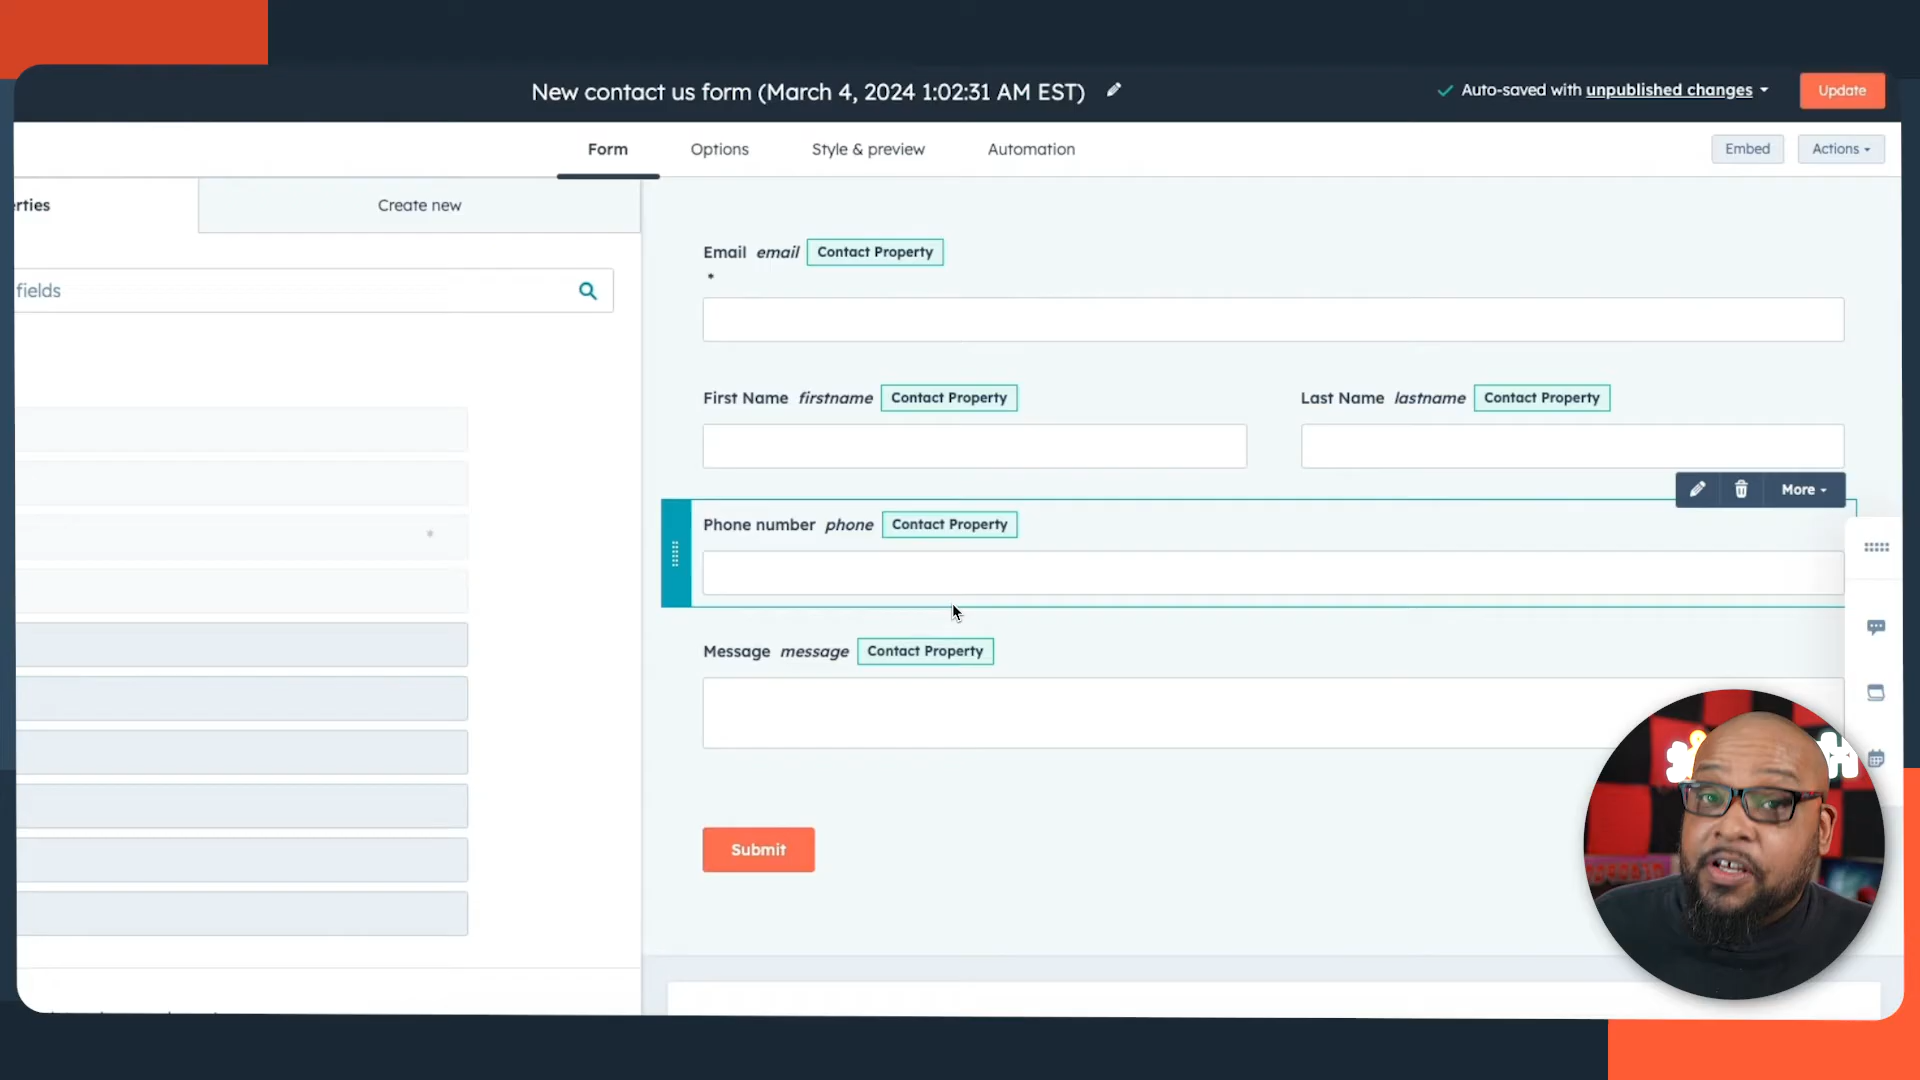 New contact us form (March 4, 2024 1:02:31 AM EST)
Auto-saved with unpublished changes
Update
Form
Options
Style & preview
Automation
Embed
Actions
erties
Create new
fields
Email email Contact Property
*
First Name firstname Contact Property
Last Name lastname Contact Property
More
Phone number phone Contact Property
Message message Contact Property
Submit